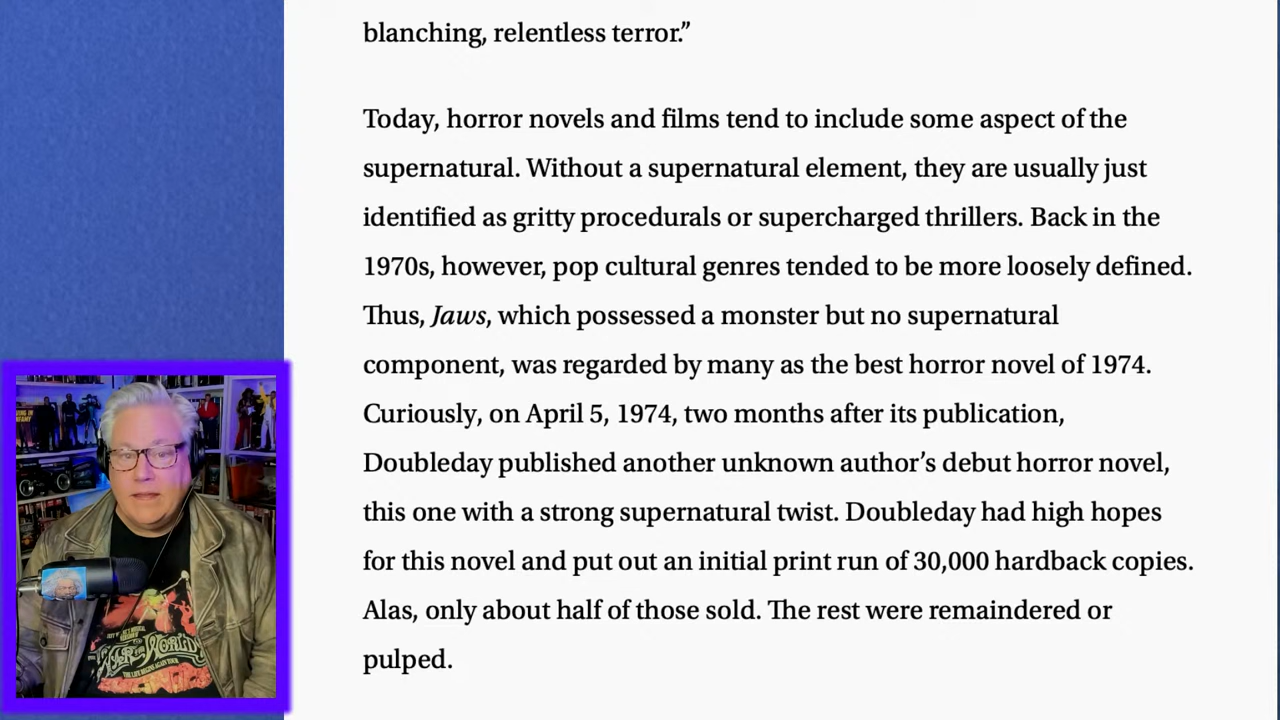 blanching, relentless terror.”
Today, horror novels and films tend to include some aspect of the
supernatural. Without a supernatural element, they are usually just
identified as gritty procedurals or supercharged thrillers. Back in the
1970s, however, pop cultural genres tended to be more loosely defined.
Thus, Jaws, which possessed a monster but no supernatural
component, was regarded by many as the best horror novel of 1974.
Curiously, on April 5, 1974, two months after its publication,
Doubleday published another unknown author’s debut horror novel,
this one with a strong supernatural twist. Doubleday had high hopes
for this novel and put out an initial print run of 30,000 hardback copies.
Alas, only about half of those sold. The rest were remaindered or
pulped.